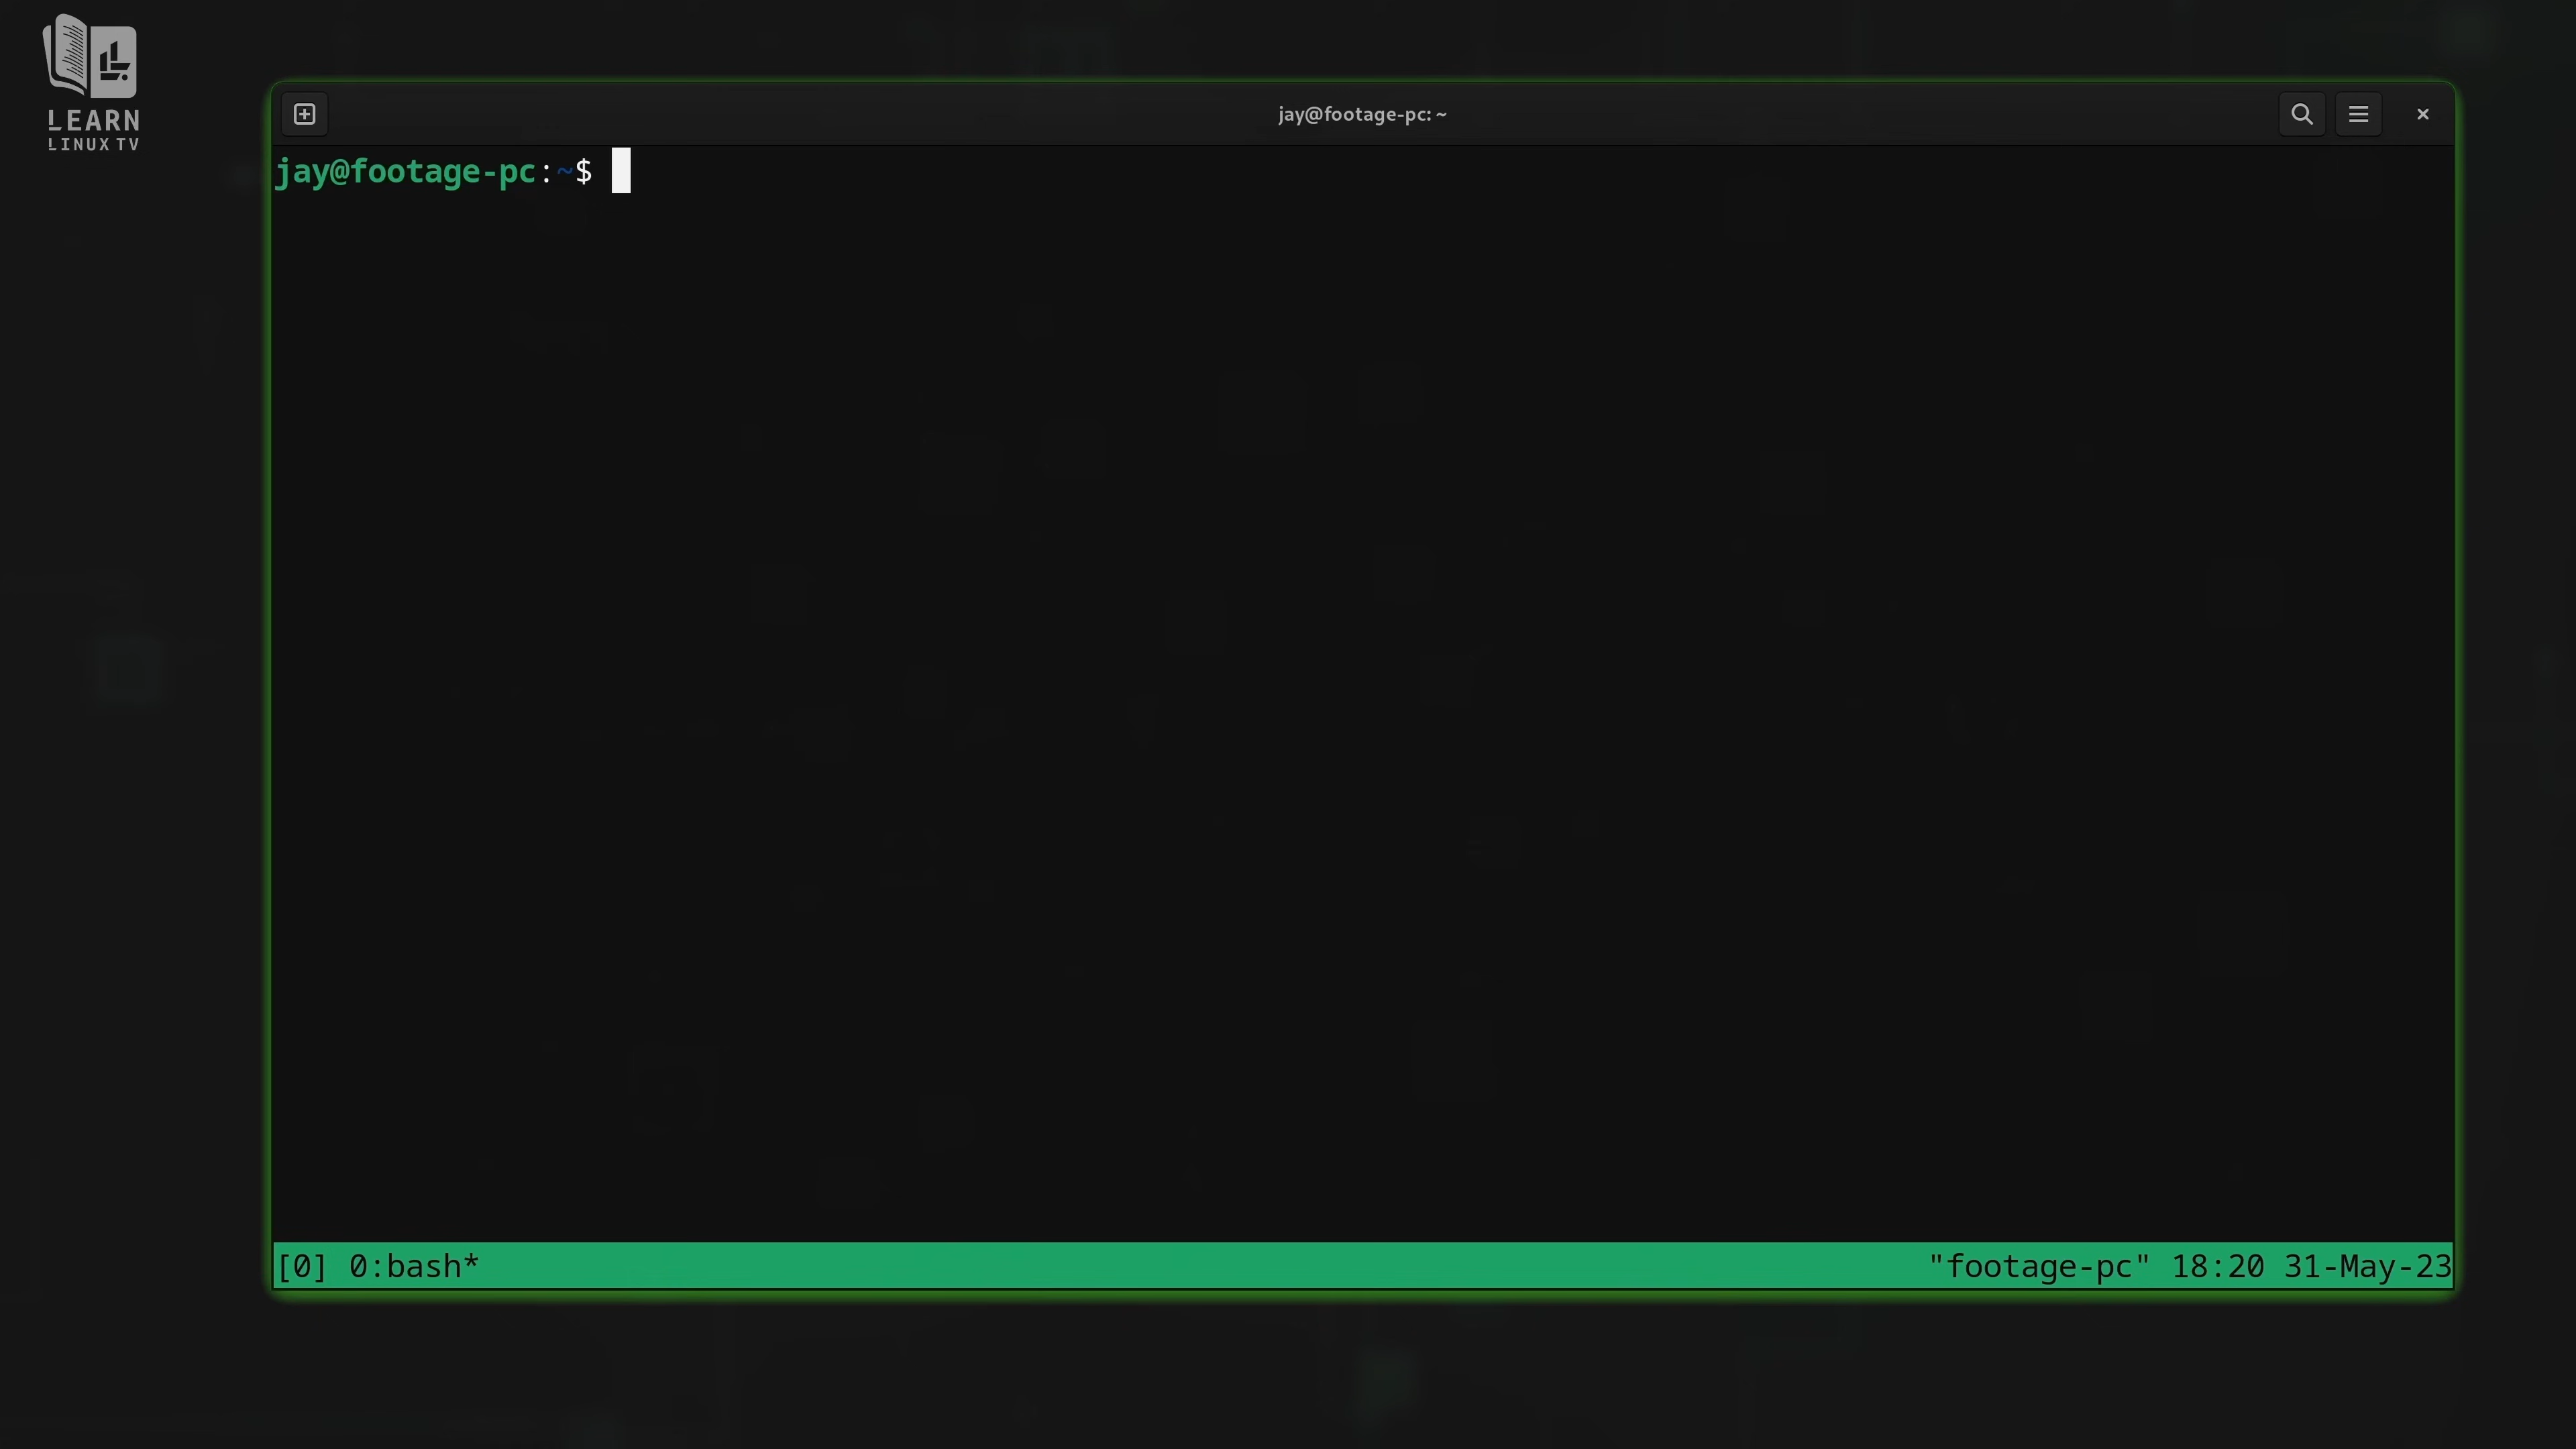 LEARN
LINUX TV
jay@footage-pc: ~
jay@footage-pc:~$
[0] 0:bash*
"footage-pc" 18:20 31-May-23